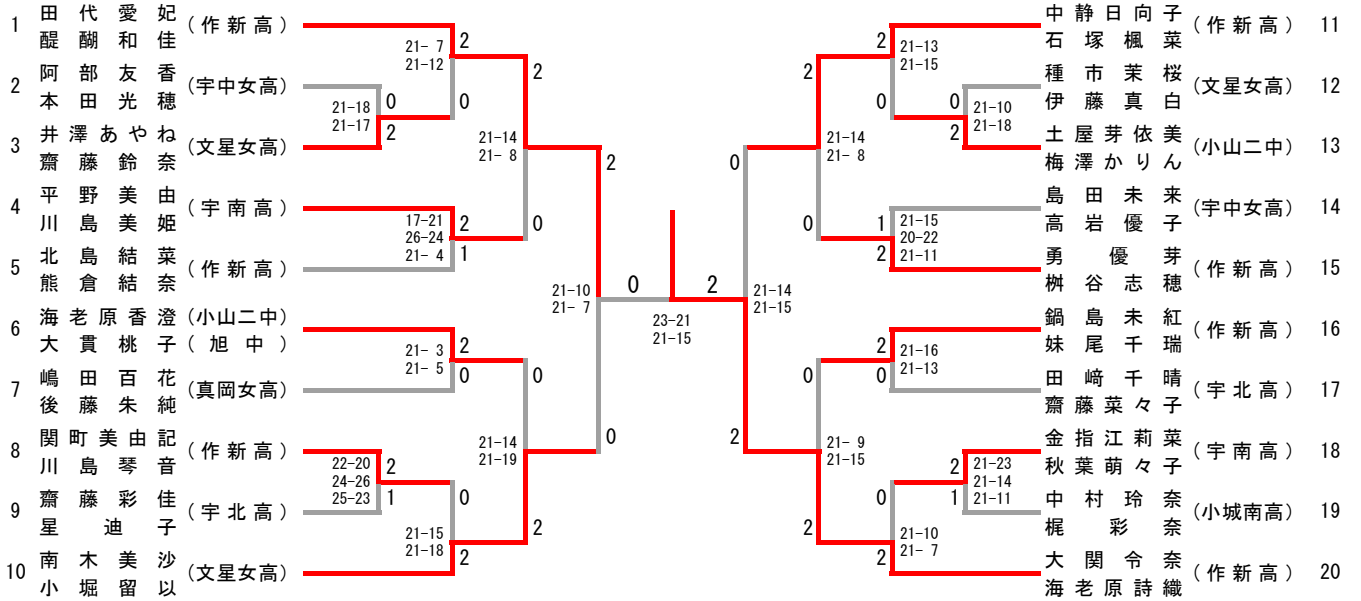 1 田代愛妃 (作新高)
醍醐和佳
2 阿部友香 (宇中女高)
本田光穂
3 井澤あやね (文星女高)
齋藤鈴奈
4 平野美由 (宇南高)
川島美姫
5 北島結菜 (作新高)
熊倉結奈
6 海老原香澄 (小山二中)
大貫桃子 (旭中)
7 嶋田百花 (真岡女高)
後藤朱純
8 関町美由記 (作新高)
川島琴音
9 齋藤彩佳 (宇北高)
星迪子
10 南木美沙 (文星女高)
小堀留以
21- 7 2
21-12
0
21-18 0
21-17 2
17-21 2
26-24
21- 4 1
21- 3 2
21- 5 0
22-20 2
24-26
25-23 1
0
21-15
21-18 2
2
21-14
21- 8
0
0
21-14
21-19
2
2
21-10
21- 7
0
0 2
23-21
21-15
0
21-14
21-15
2
2
21-14
21- 8
0
0
21- 9
21-15
2
2 21-13
21-15
0
0 21-10
2 21-18
1 21-15
20-22
2 21-11
2 21-16
0 21-13
2 21-23
21-14
1 21-11
0
21-10
2 21- 7
中静日向子 (作新高) 11
石塚楓菜
種市茉桜 (文星女高) 12
伊藤真白
土屋芽依美 (小山二中) 13
梅澤かりん
島田未来 (宇中女高) 14
高岩優子
勇優芽 (作新高) 15
桝谷志穂
鍋島未紅 (作新高) 16
妹尾千瑞
田﨑千晴 (宇北高) 17
齋藤菜々子
金指江莉菜 (宇南高) 18
秋葉萌々子
中村玲奈 (小城南高) 19
梶彩奈
大関令奈 (作新高) 20
海老原詩織